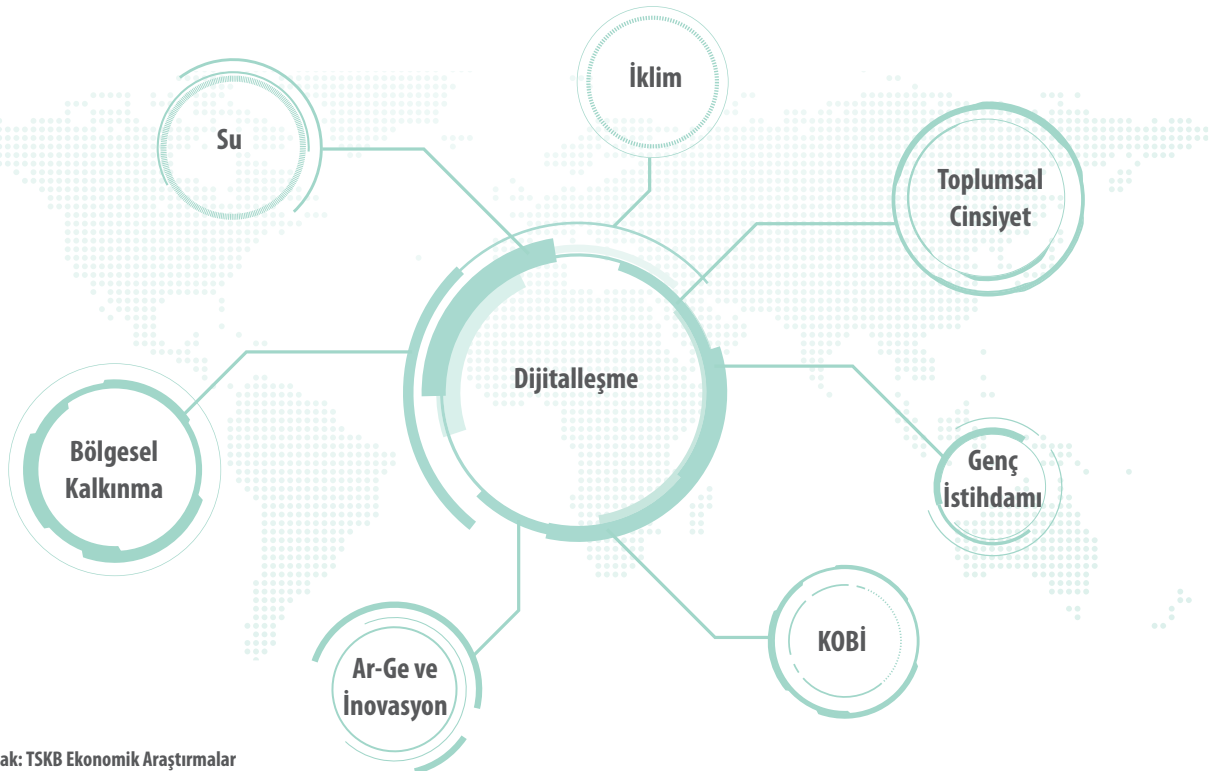 İklim
Su
Toplumsal
Cinsiyet
Dijitalleşme
Bölgesel
Kalkınma
Genç
İstihdamı
KOBİ
Ar-Ge ve
İnovasyon
ak: TSKB Ekonomik Araştırmalar